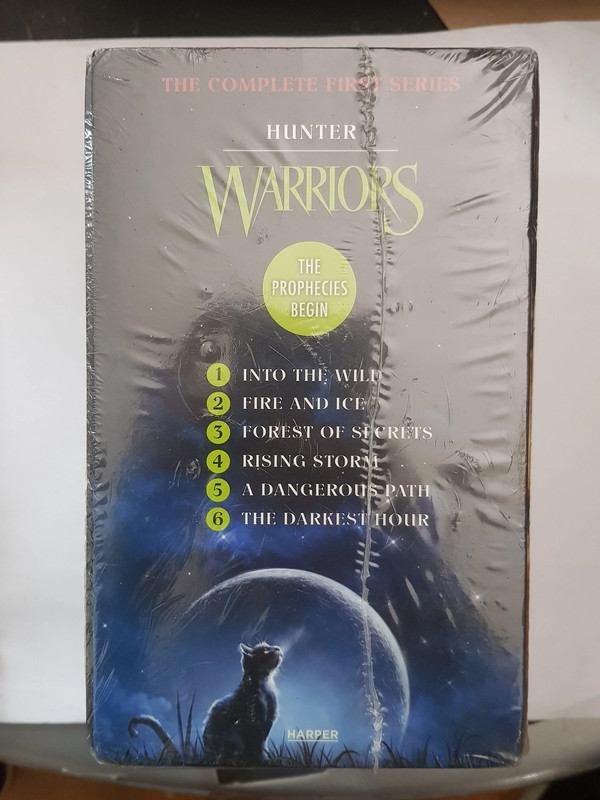 THE COMPLETE FIRST SERIES
HUNTER
WARRIORS
THE
PROPHECIES
BEGIN
1 INTO THE WILD
2 FIRE AND ICE
3 FOREST OF SECRETS
4 RISING STORM
5 A DANGEROUS PATH
6 THE DARKEST HOUR
HARPER